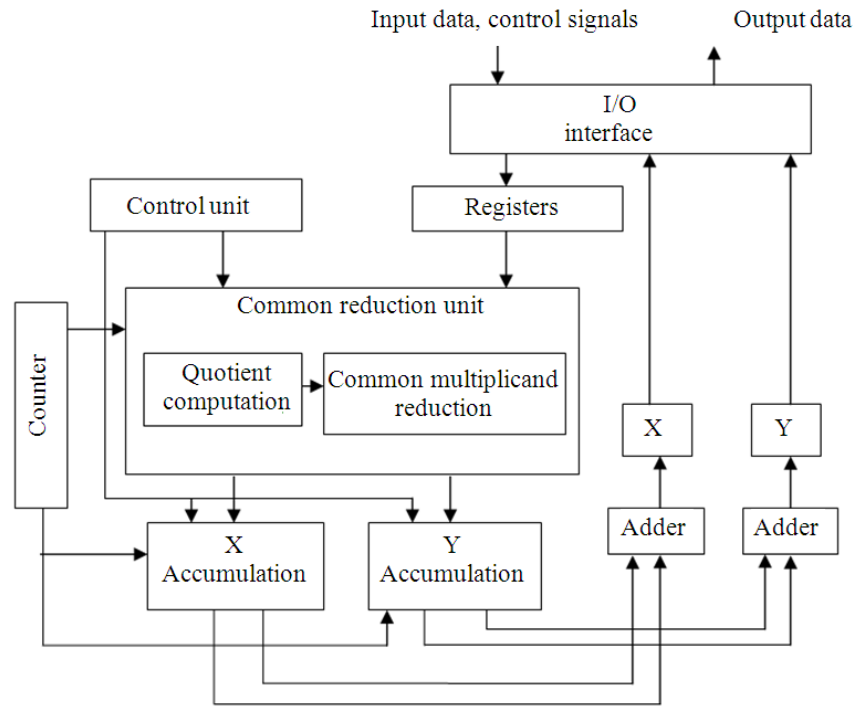 Input data, control signals
Output data
I/O
interface
Control unit
Registers
Common reduction unit
Counter
Quotient
computation
Common multiplicand
reduction
X
Y
Adder
Adder
X
Accumulation
Y
Accumulation